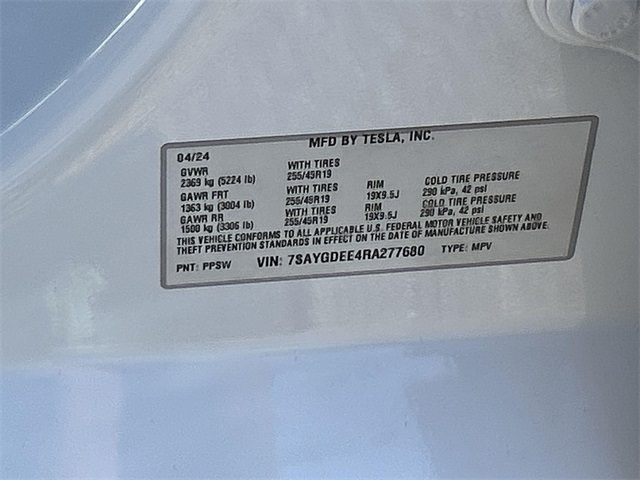 MFD BY TESLA, INC.
04/24
GVWR WITH TIRES
2369 kg (5224 lb) 255/45R19
GAWR FRT WITH TIRES RIM COLD TIRE PRESSURE
1363 kg (3004 lb) 255/45R19 19X9.5J 290 kPa, 42 psi
GAWR RR WITH TIRES RIM COLD TIRE PRESSURE
1500 kg (3306 lb) 255/45R19 19X9.5J 290 kPa, 42 psi
THIS VEHICLE CONFORMS TO ALL APPLICABLE U.S. FEDERAL MOTOR VEHICLE SAFETY AND
THEFT PREVENTION STANDARDS IN EFFECT ON THE DATE OF MANUFACTURE SHOWN ABOVE.
PNT: PPSW VIN: 7SAYGDEE4RA277680 TYPE: MPV